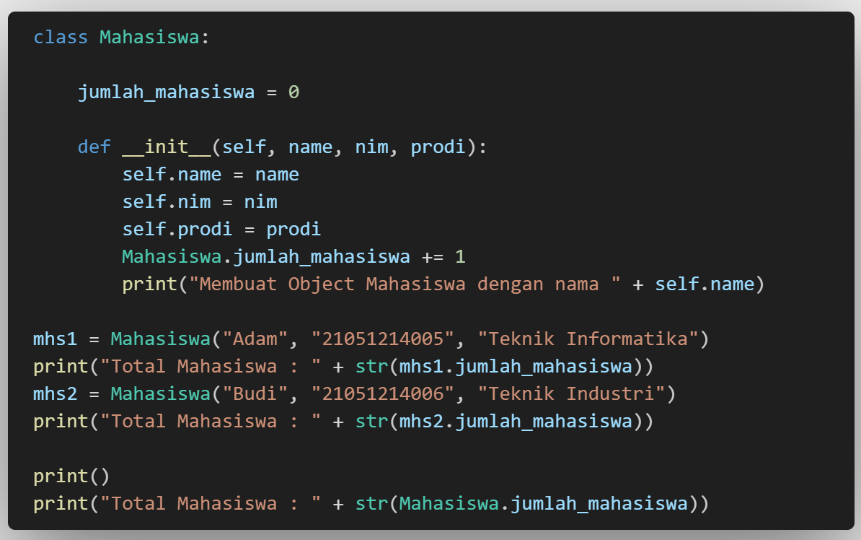 class Mahasiswa:
    jumlah_mahasiswa = 0
    def __init__(self, name, nim, prodi):
        self.name = name
        self.nim = nim
        self.prodi = prodi
        Mahasiswa.jumlah_mahasiswa += 1
        print("Membuat Object Mahasiswa dengan nama " + self.name)
mhs1 = Mahasiswa("Adam", "21051214005", "Teknik Informatika")
print("Total Mahasiswa : " + str(mhs1.jumlah_mahasiswa))
mhs2 = Mahasiswa("Budi", "21051214006", "Teknik Industri")
print("Total Mahasiswa : " + str(mhs2.jumlah_mahasiswa))
print()
print("Total Mahasiswa : " + str(Mahasiswa.jumlah_mahasiswa))